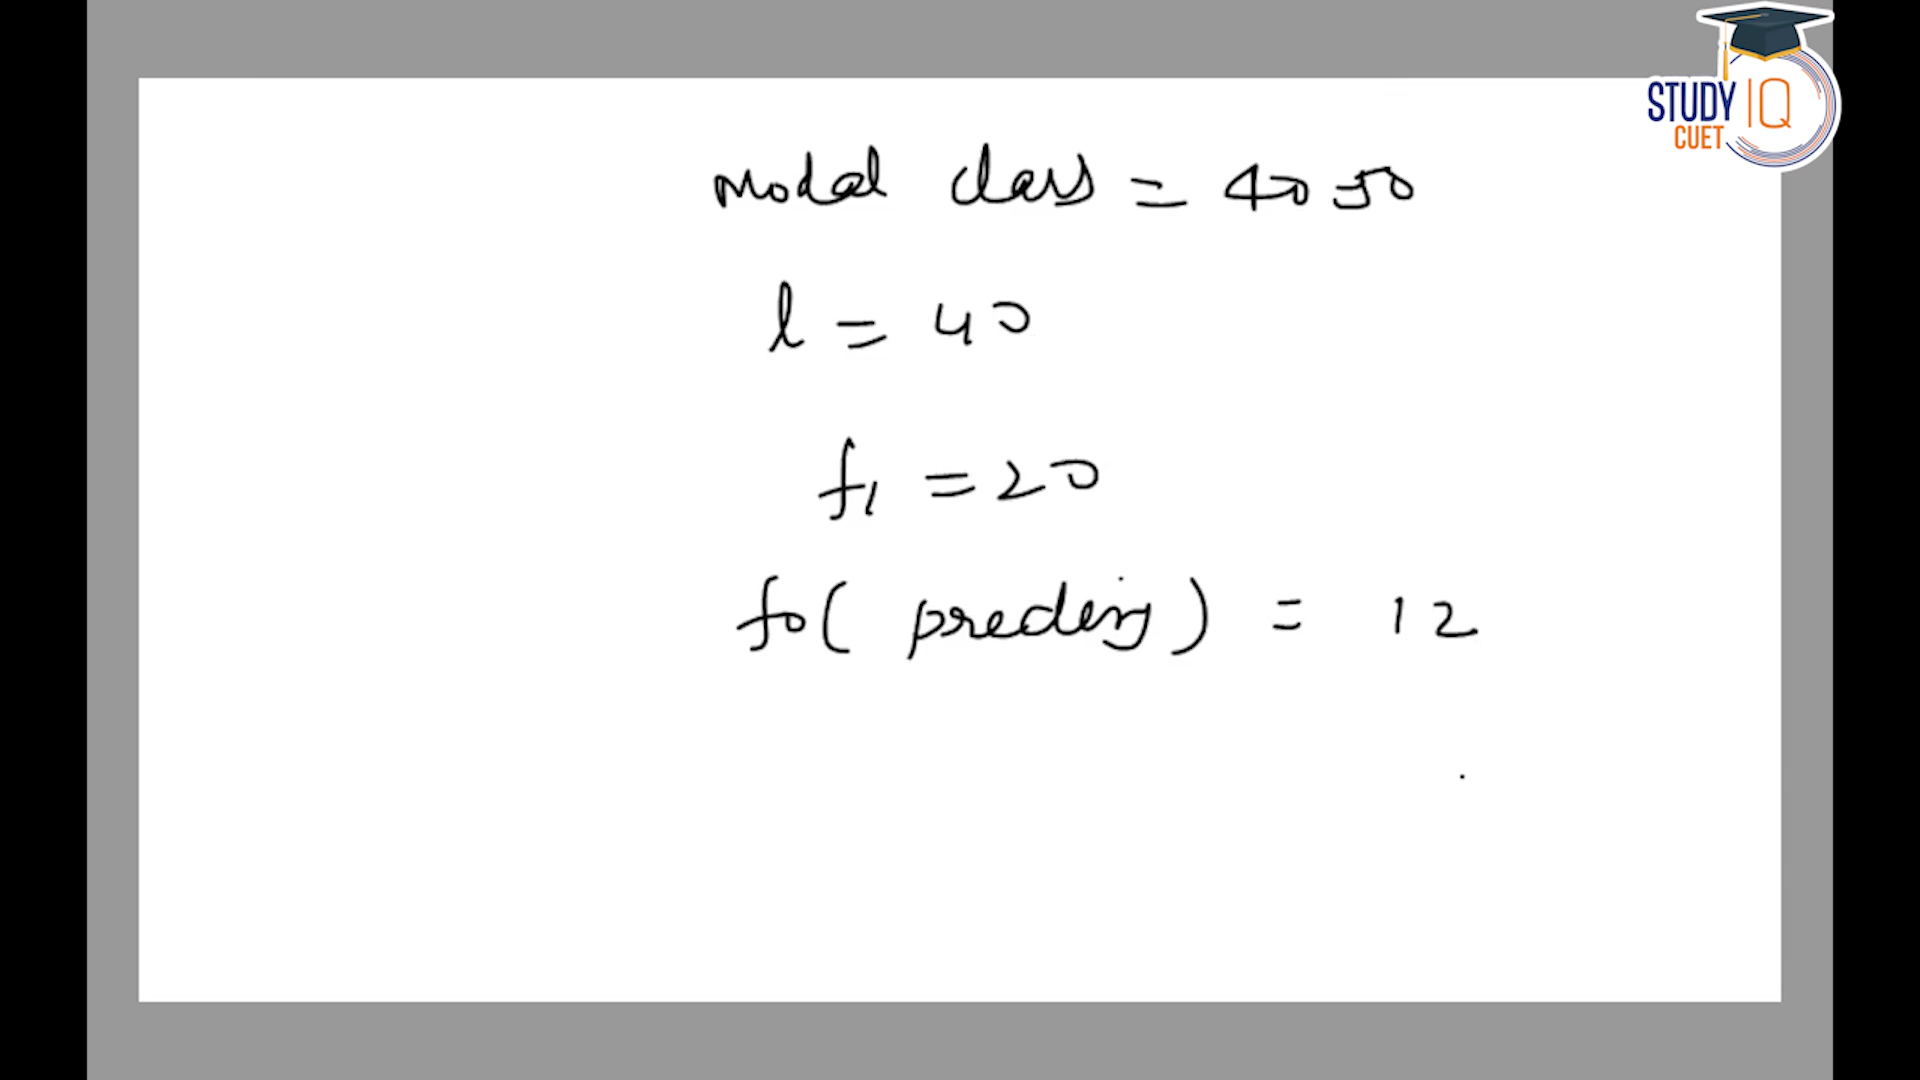 STUDY IQ
CUET
Modal class = 40 50
l = 40
f1 = 20
fo( preding ) = 12